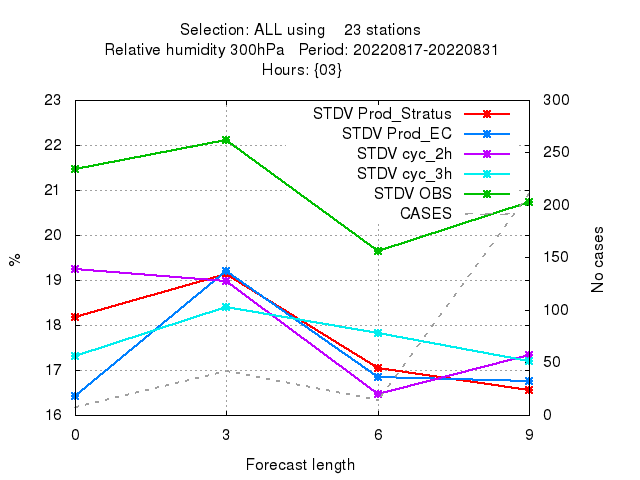 Selection: ALL using    23 stations
Relative humidity 300hPa   Period: 20220817-20220831
Hours: {03}
23
22
21
20
19
18
17
16
%
STDV Prod_Stratus
STDV Prod_EC
STDV cyc_2h
STDV cyc_3h
STDV OBS
CASES
300
250
200
150
100
50
0
No cases
0 3 6 9
Forecast length